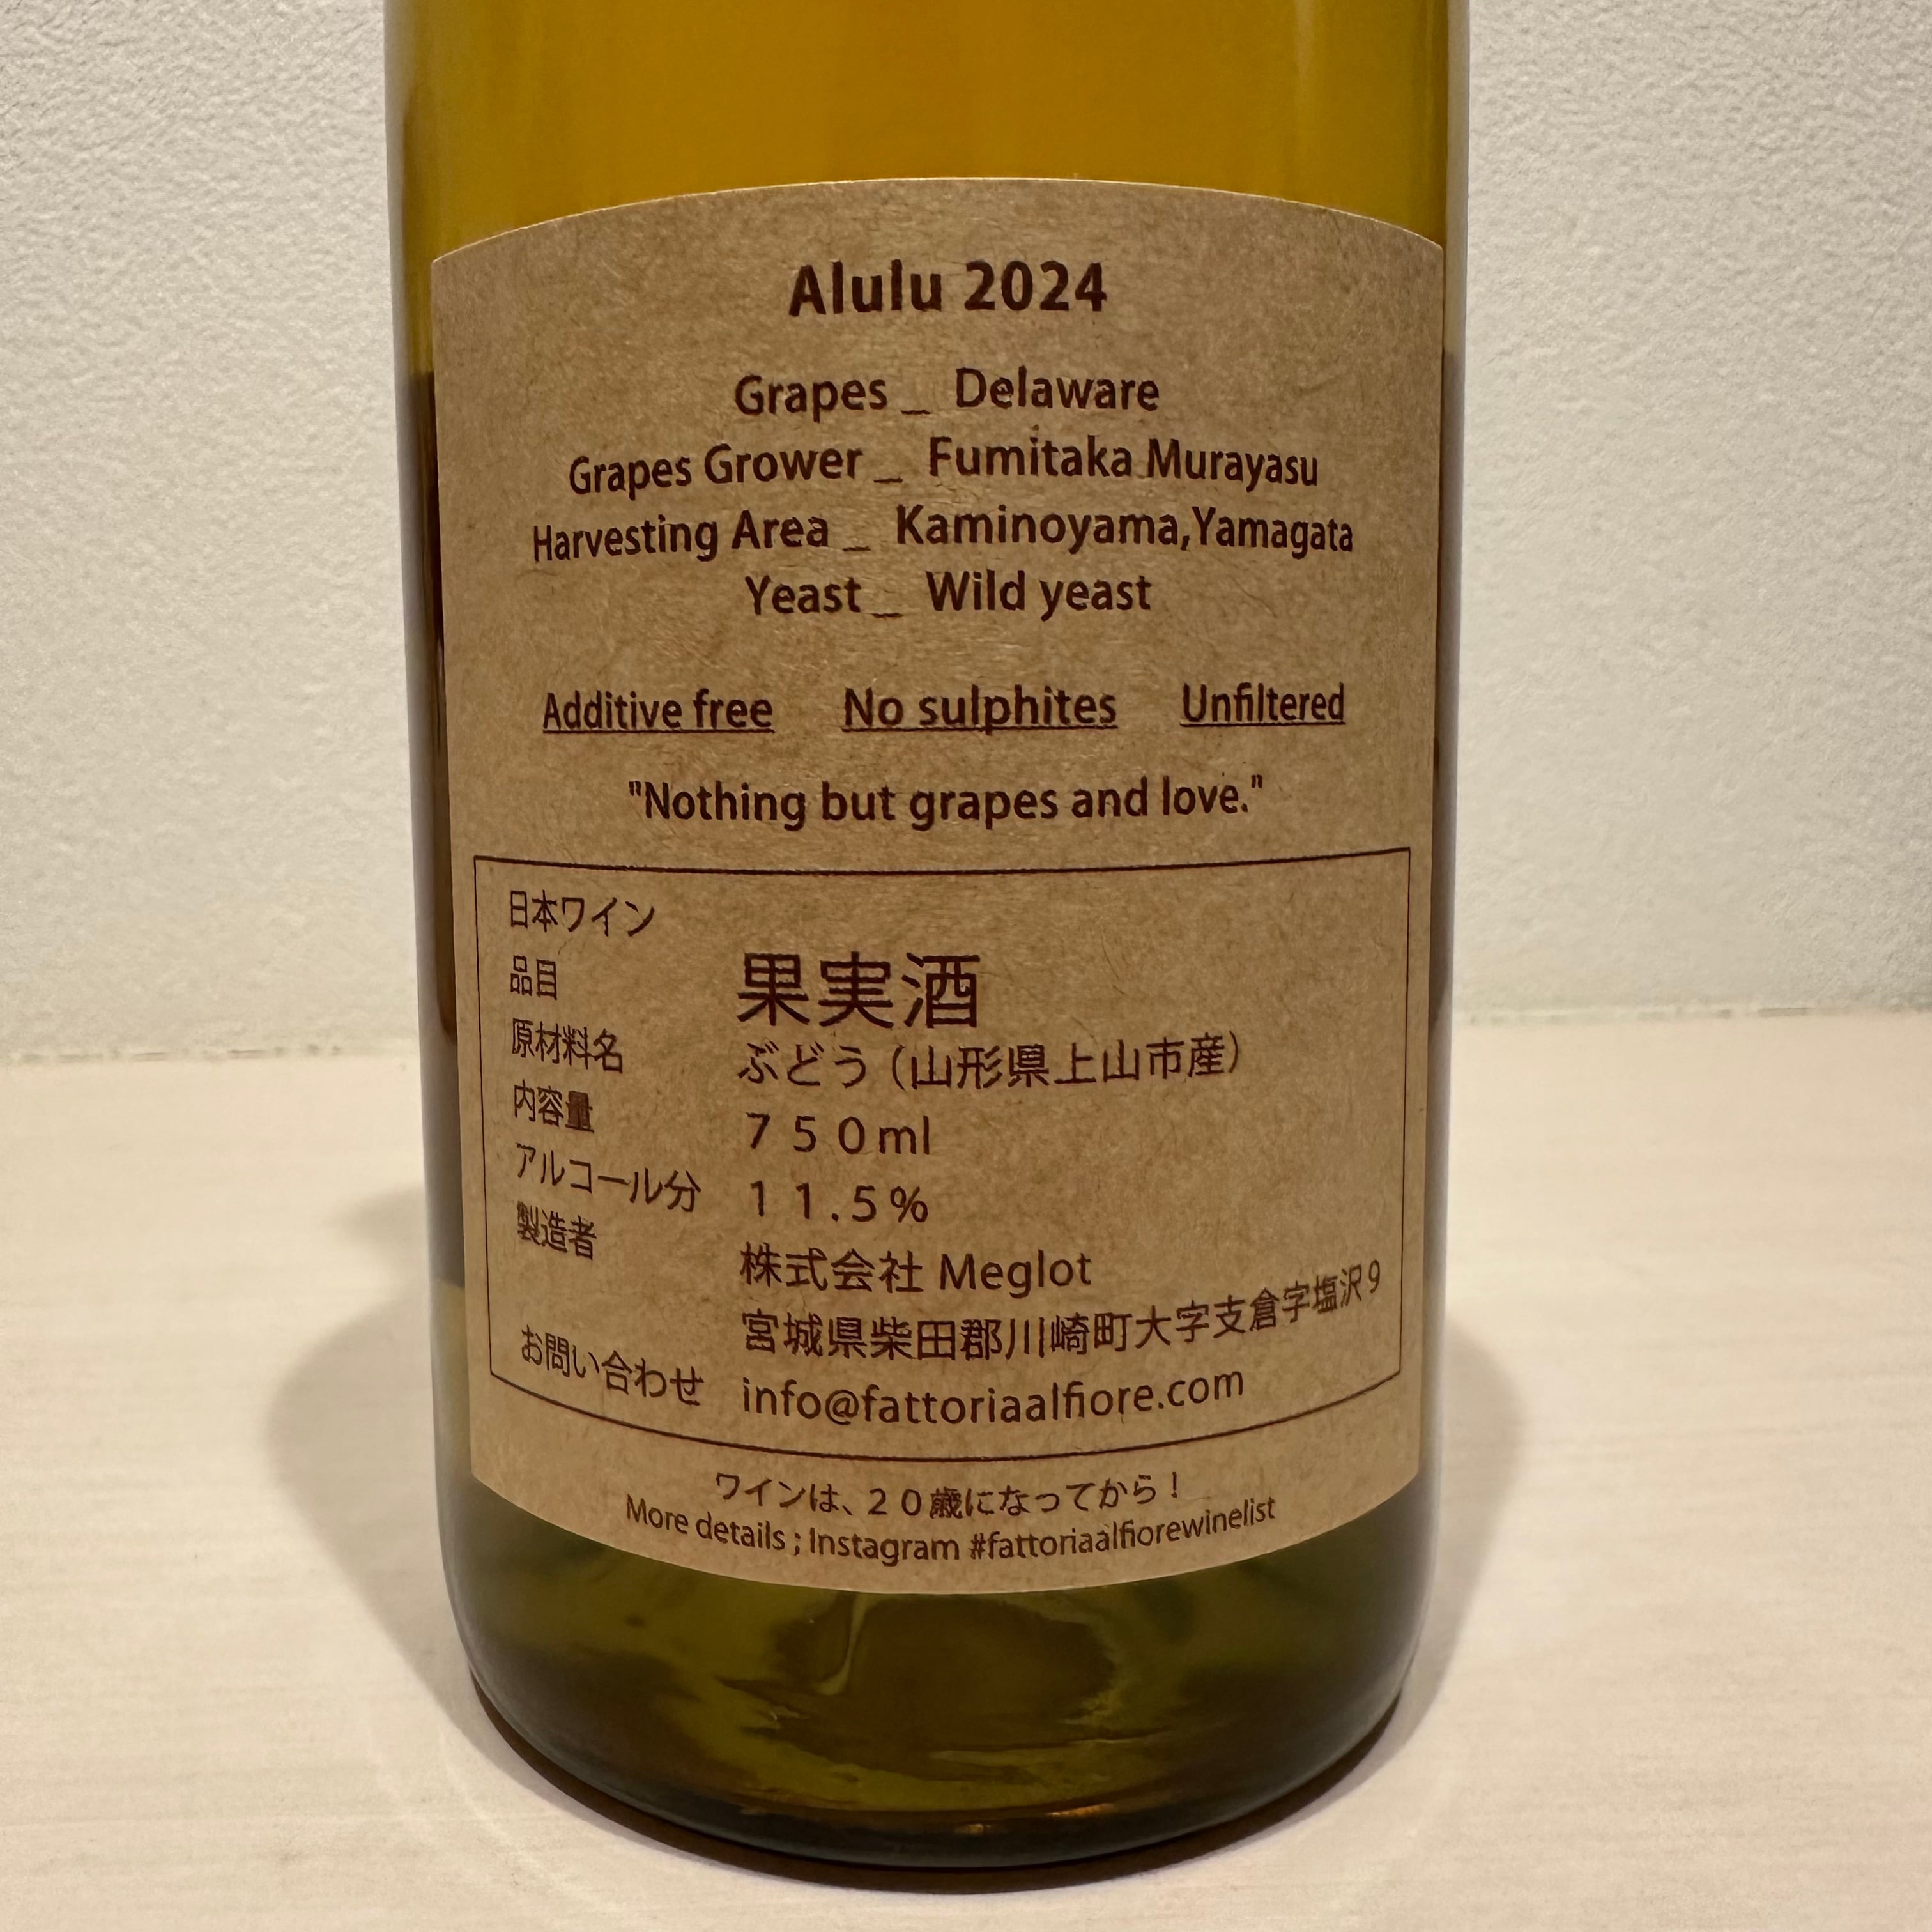 Alulu 2024
Grapes _ Delaware
Grapes Grower _ Fumitaka Murayasu
Harvesting Area _ Kaminoyama,Yamagata
Yeast _ Wild yeast
Additive free No sulphites Unfiltered
"Nothing but grapes and love."
日本ワイン
品目 果実酒
原材料名 ぶどう（山形県上山市産）
内容量 ７５０ml
アルコール分 １１.５％
製造者 株式会社 Meglot
宮城県柴田郡川崎町大字支倉字塩沢９
お問い合わせ info@fattoriaalfiore.com
ワインは、２０歳になってから！
More details ; Instagram #fattoriaalfiorewinelist